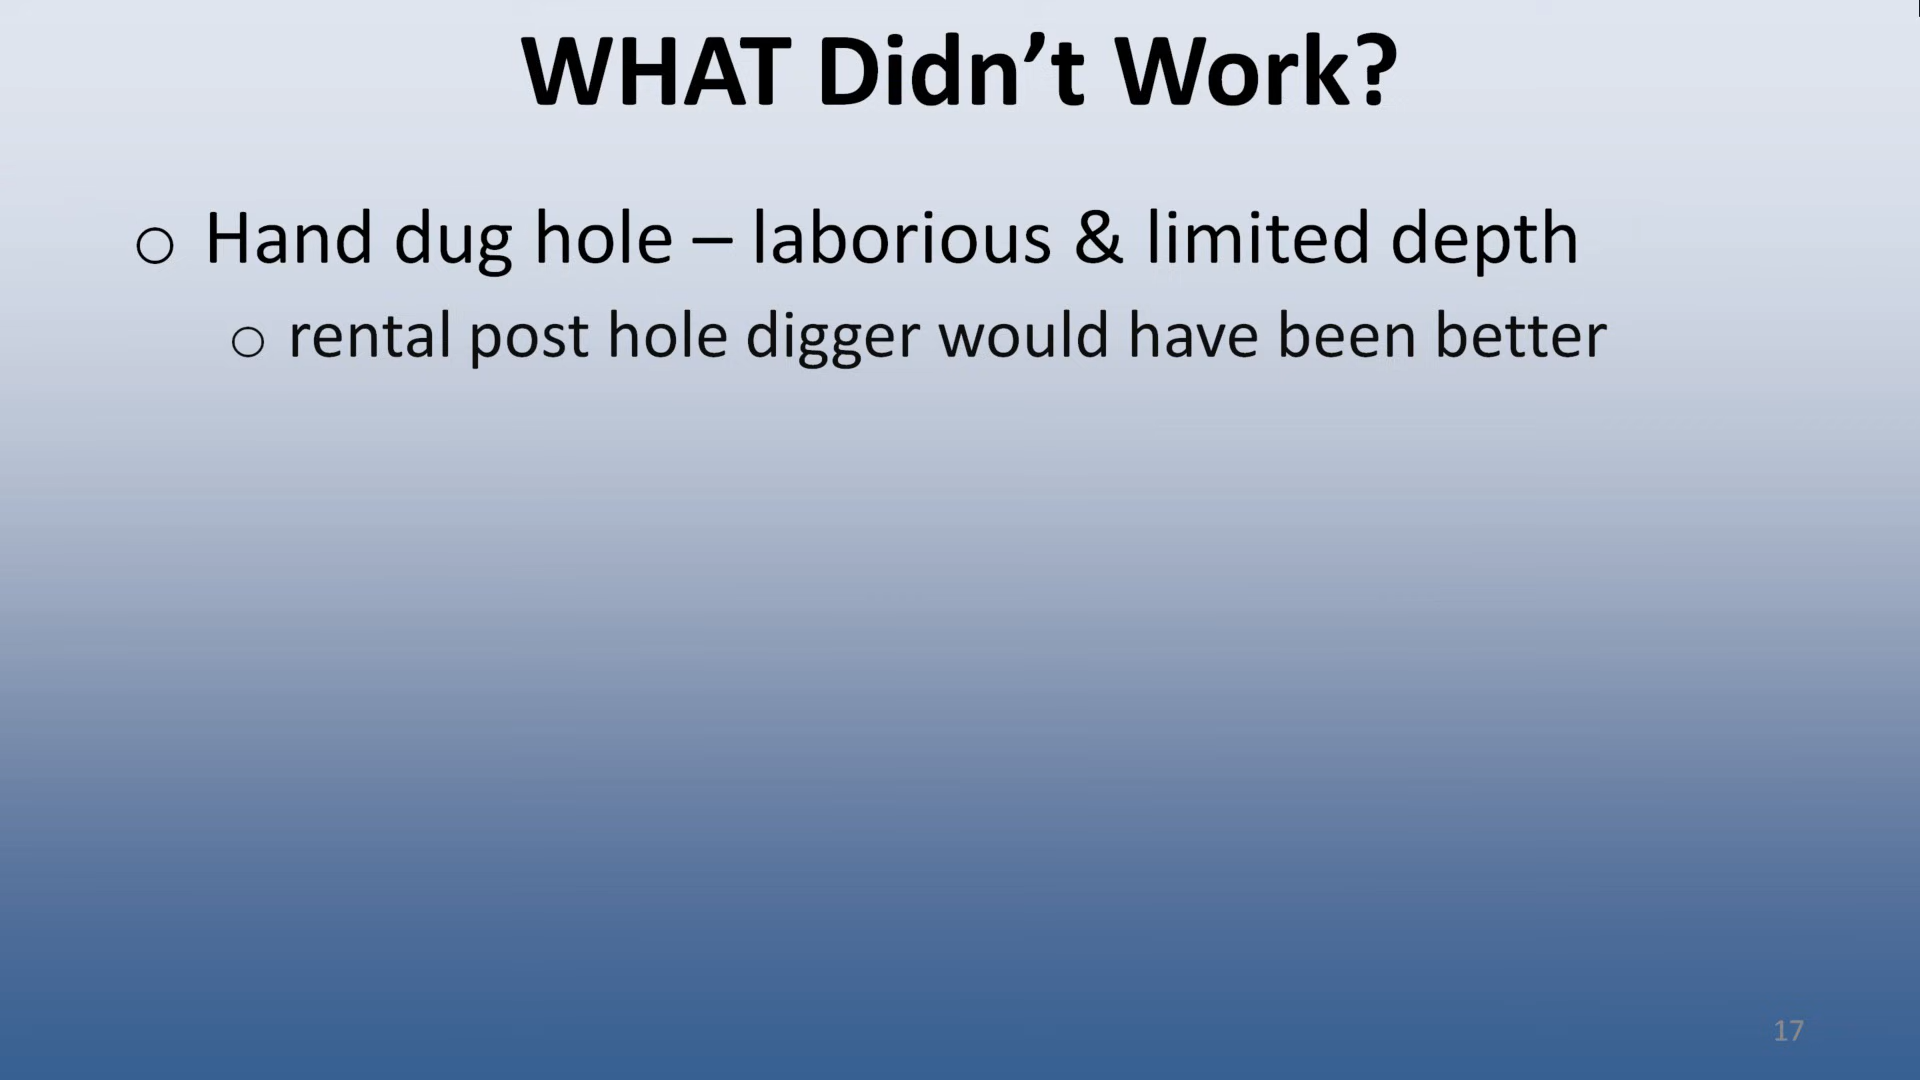 WHAT Didn’t Work?
○ Hand dug hole – laborious & limited depth
○ rental post hole digger would have been better
17